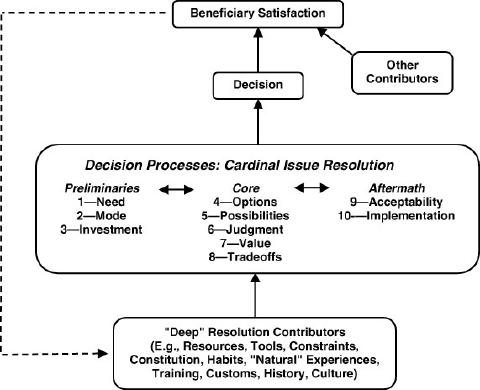 Beneficiary Satisfaction
Other
Contributors
Decision
Decision Processes: Cardinal Issue Resolution
Preliminaries
1—Need
2—Mode
3—Investment
Core
4—Options
5—Possibilities
6—Judgment
7—Value
8—Tradeoffs
Aftermath
9—Acceptability
10—Implementation
"Deep" Resolution Contributors
(E.g., Resources, Tools, Constraints,
Constitution, Habits, "Natural" Experiences,
Training, Customs, History, Culture)